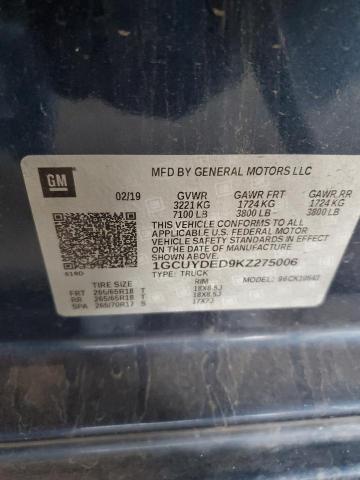 GM
MFD BY GENERAL MOTORS LLC
02/19 GVWR GAWR FRT GAWR RR
3221 KG 1724 KG 1724 KG
7100 LB 3800 LB 3800 LB
THIS VEHICLE CONFORMS TO ALL
APPLICABLE U.S. FEDERAL MOTOR
VEHICLE SAFETY STANDARDS IN EFFECT ON THE
DATE OF MANUFACTURE SHOWN ABOVE.
1GCUYDED9KZ275006
TYPE: TRUCK MODEL:
TIRE SIZE RIM
FRT 265/65R18 T 18X8.5J
RR 265/65R18 T 18X8.5J
SPA 265/70R17 S 17X7J